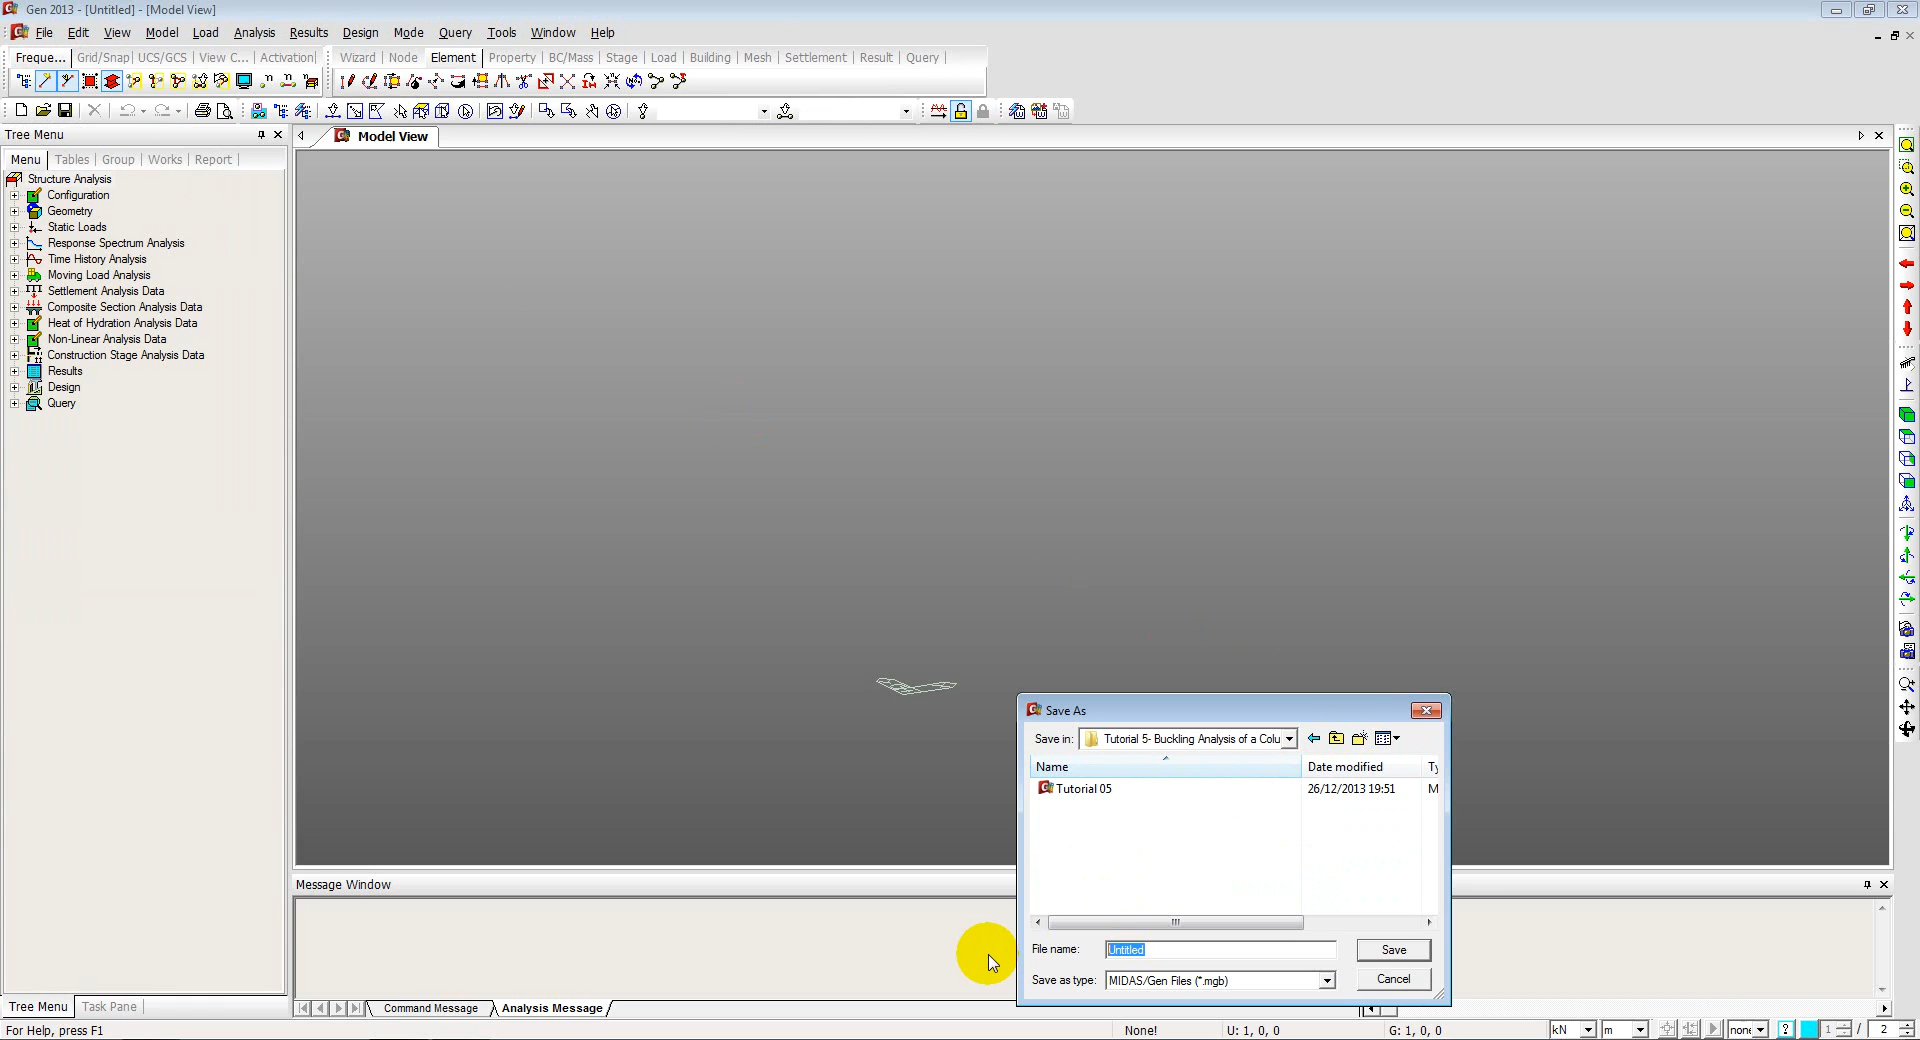 Gen 2013 - [Untitled] - [Model View]
File Edit View Model Load Analysis Results Design Mode Query Tools Window Help
Freque... Grid/Snap UCS/GCS View C... Activation Wizard Node Element Property BC/Mass Stage Load Building Mesh Settlement Result Query
Tree Menu
Model View
Menu Tables Group Works Report
Structure Analysis
Configuration
Geometry
Static Loads
Response Spectrum Analysis
Time History Analysis
Moving Load Analysis
Settlement Analysis Data
Composite Section Analysis Data
Heat of Hydration Analysis Data
Non-Linear Analysis Data
Construction Stage Analysis Data
Results
Design
Query
Save As
Save in: Tutorial 5- Buckling Analysis of a Colu
Name Date modified Ty
Tutorial 05 26/12/2013 19:51 M
Message Window
File name: Untitled Save
Save as type: MIDAS/Gen Files (*.mgb) Cancel
Tree Menu Task Pane Command Message Analysis Message
For Help, press F1 None! U: 1, 0, 0 G: 1, 0, 0 kN m none ? 1 / 2